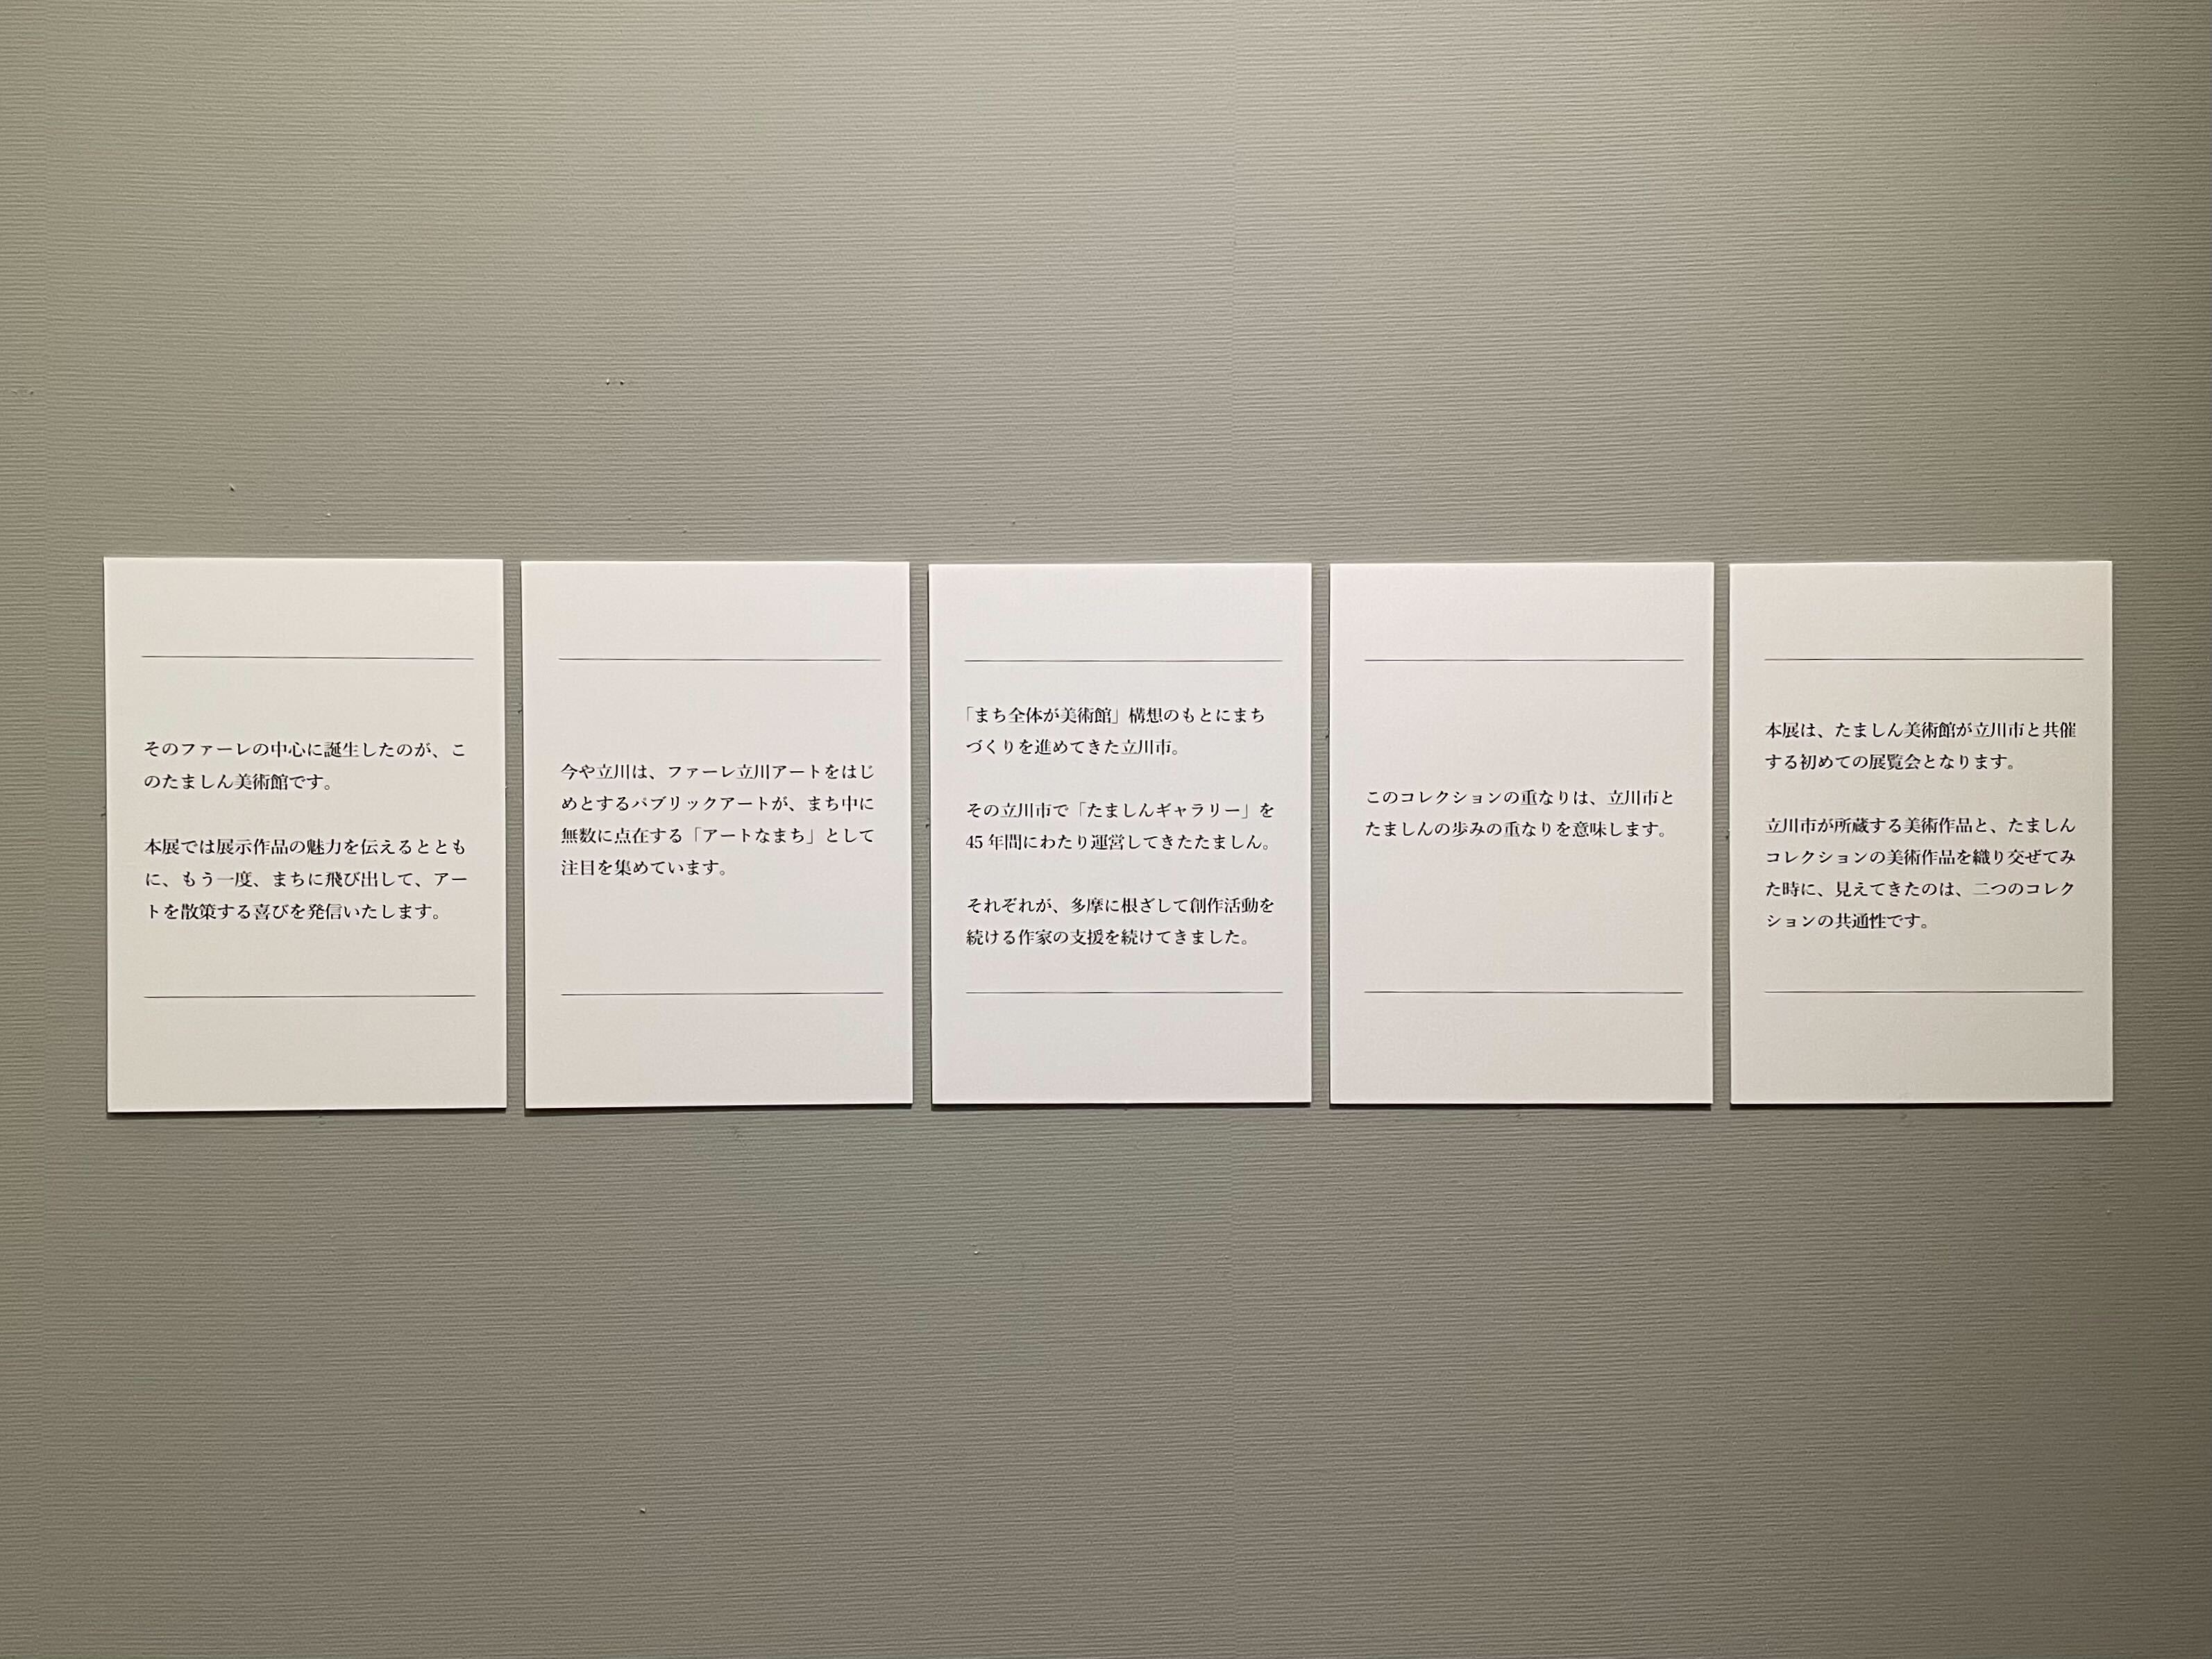 本展は、たましん美術館が立川市と共催
する初めての展覧会となります。
立川市が所蔵する美術作品と、たましん
コレクションの美術作品を織り交ぜてみ
た時に、見えてきたのは、二つのコレク
ションの共通性です。
このコレクションの重なりは、立川市と
たましんの歩みの重なりを意味します。
「まち全体が美術館」構想のもとにまち
づくりを進めてきた立川市。
その立川市で「たましんギャラリー」を
45年間にわたり運営してきたたましん。
それぞれが、多摩に根ざして創作活動を
続ける作家の支援を続けてきました。
今や立川は、ファーレ立川アートをはじ
めとするパブリックアートが、まち中に
無数に点在する「アートなまち」として
注目を集めています。
そのファーレの中心に誕生したのが、こ
のたましん美術館です。
本展では展示作品の魅力を伝えるととも
に、もう一度、まちに飛び出して、アー
トを散策する喜びを発信いたします。